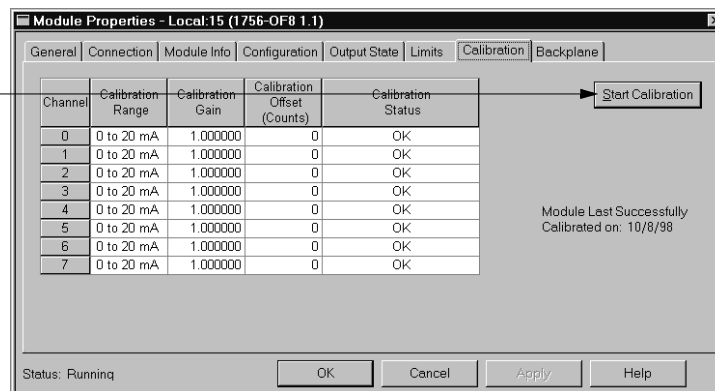 Module Properties - Local:15 (1756-OF8 1.1)
General Connection Module Info Configuration Output State Limits Calibration Backplane
Channel Calibration Range Calibration Gain Calibration Offset (Counts) Calibration Status
0 0 to 20 mA 1.000000 0 OK
1 0 to 20 mA 1.000000 0 OK
2 0 to 20 mA 1.000000 0 OK
3 0 to 20 mA 1.000000 0 OK
4 0 to 20 mA 1.000000 0 OK
5 0 to 20 mA 1.000000 0 OK
6 0 to 20 mA 1.000000 0 OK
7 0 to 20 mA 1.000000 0 OK
Start Calibration
Module Last Successfully
Calibrated on: 10/8/98
Status: Running
OK Cancel Apply Help